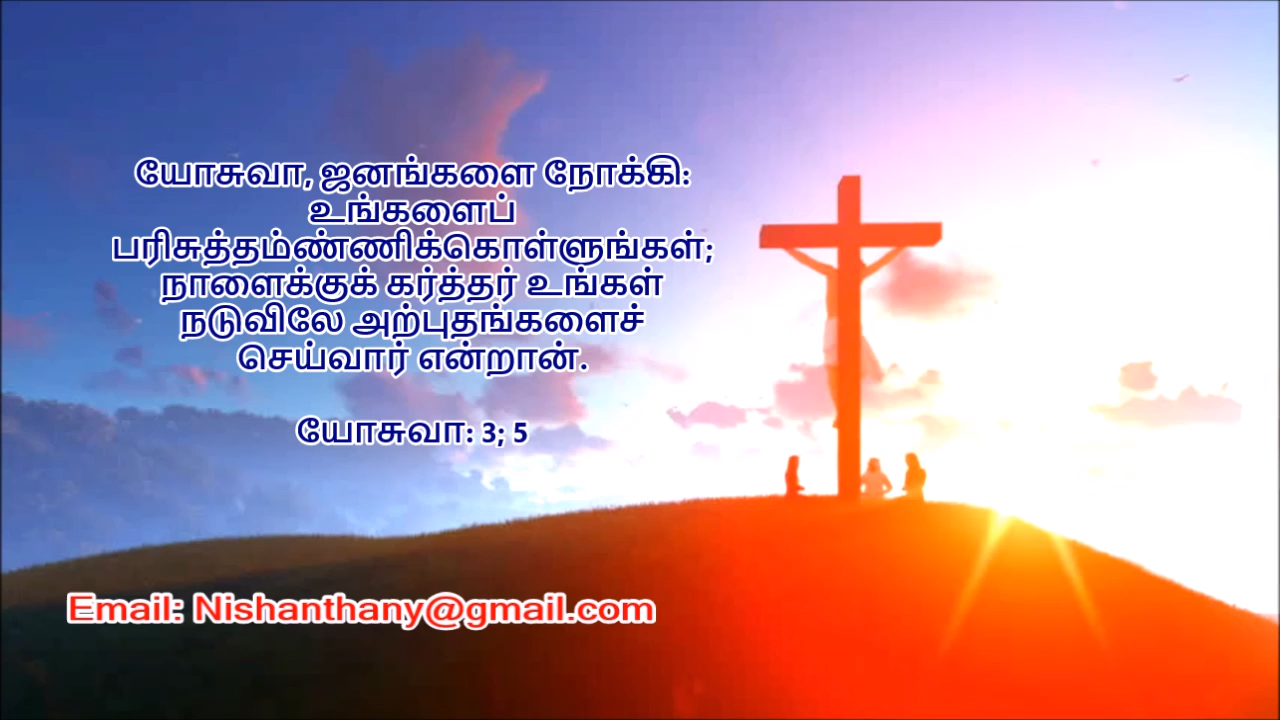 யோசுவா, ஜனங்களை நோக்கி:
உங்களைப்
பரிசுத்தம்ண்ணிக்கொள்ளுங்கள்;
நாளைக்குக் கர்த்தர் உங்கள்
நடுவிலே அற்புதங்களைச்
செய்வார் என்றான்.
யோசுவா: 3; 5
Email: Nishanthany@gmail.com